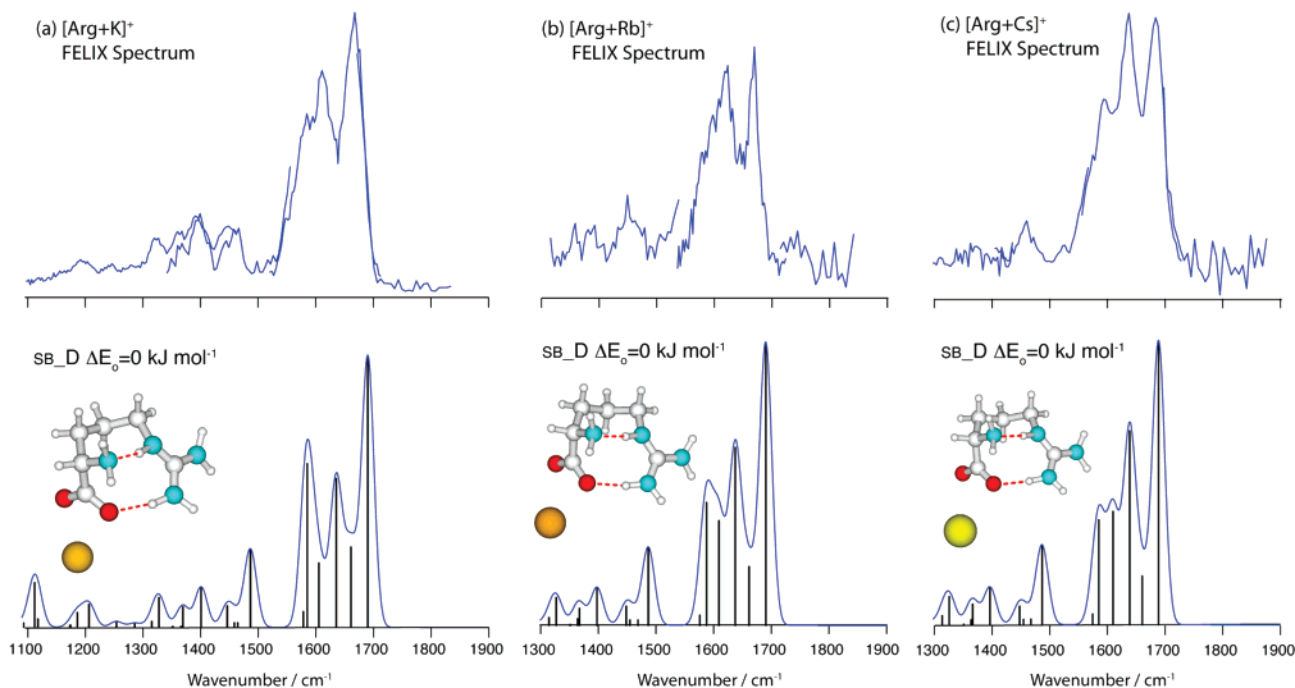 (a) [Arg+K]⁺
FELIX Spectrum
(b) [Arg+Rb]⁺
FELIX Spectrum
(c) [Arg+Cs]⁺
FELIX Spectrum
SB_D ΔEₒ=0 kJ mol⁻¹
SB_D ΔEₒ=0 kJ mol⁻¹
SB_D ΔEₒ=0 kJ mol⁻¹
1100 1200 1300 1400 1500 1600 1700 1800 1900
1300 1400 1500 1600 1700 1800 1900
1300 1400 1500 1600 1700 1800 1900
Wavenumber / cm⁻¹
Wavenumber / cm⁻¹
Wavenumber / cm⁻¹